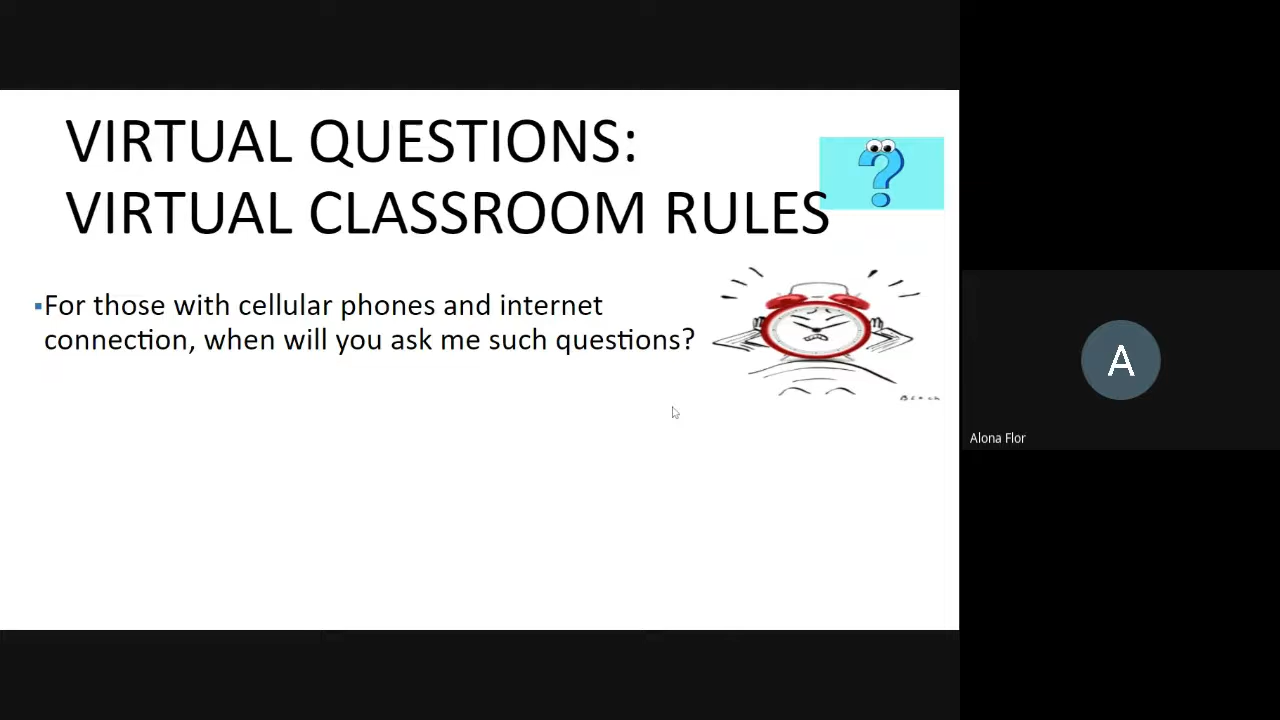 VIRTUAL QUESTIONS:
VIRTUAL CLASSROOM RULES
▪For those with cellular phones and internet
connection, when will you ask me such questions?
A
Alona Flor